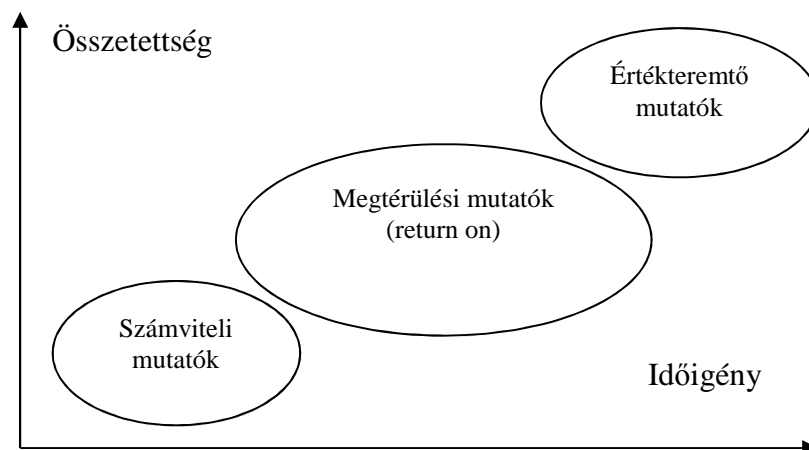 Összetettség
Értékteremtő
mutatók
Megtérülési mutatók
(return on)
Számviteli
mutatók
Időigény